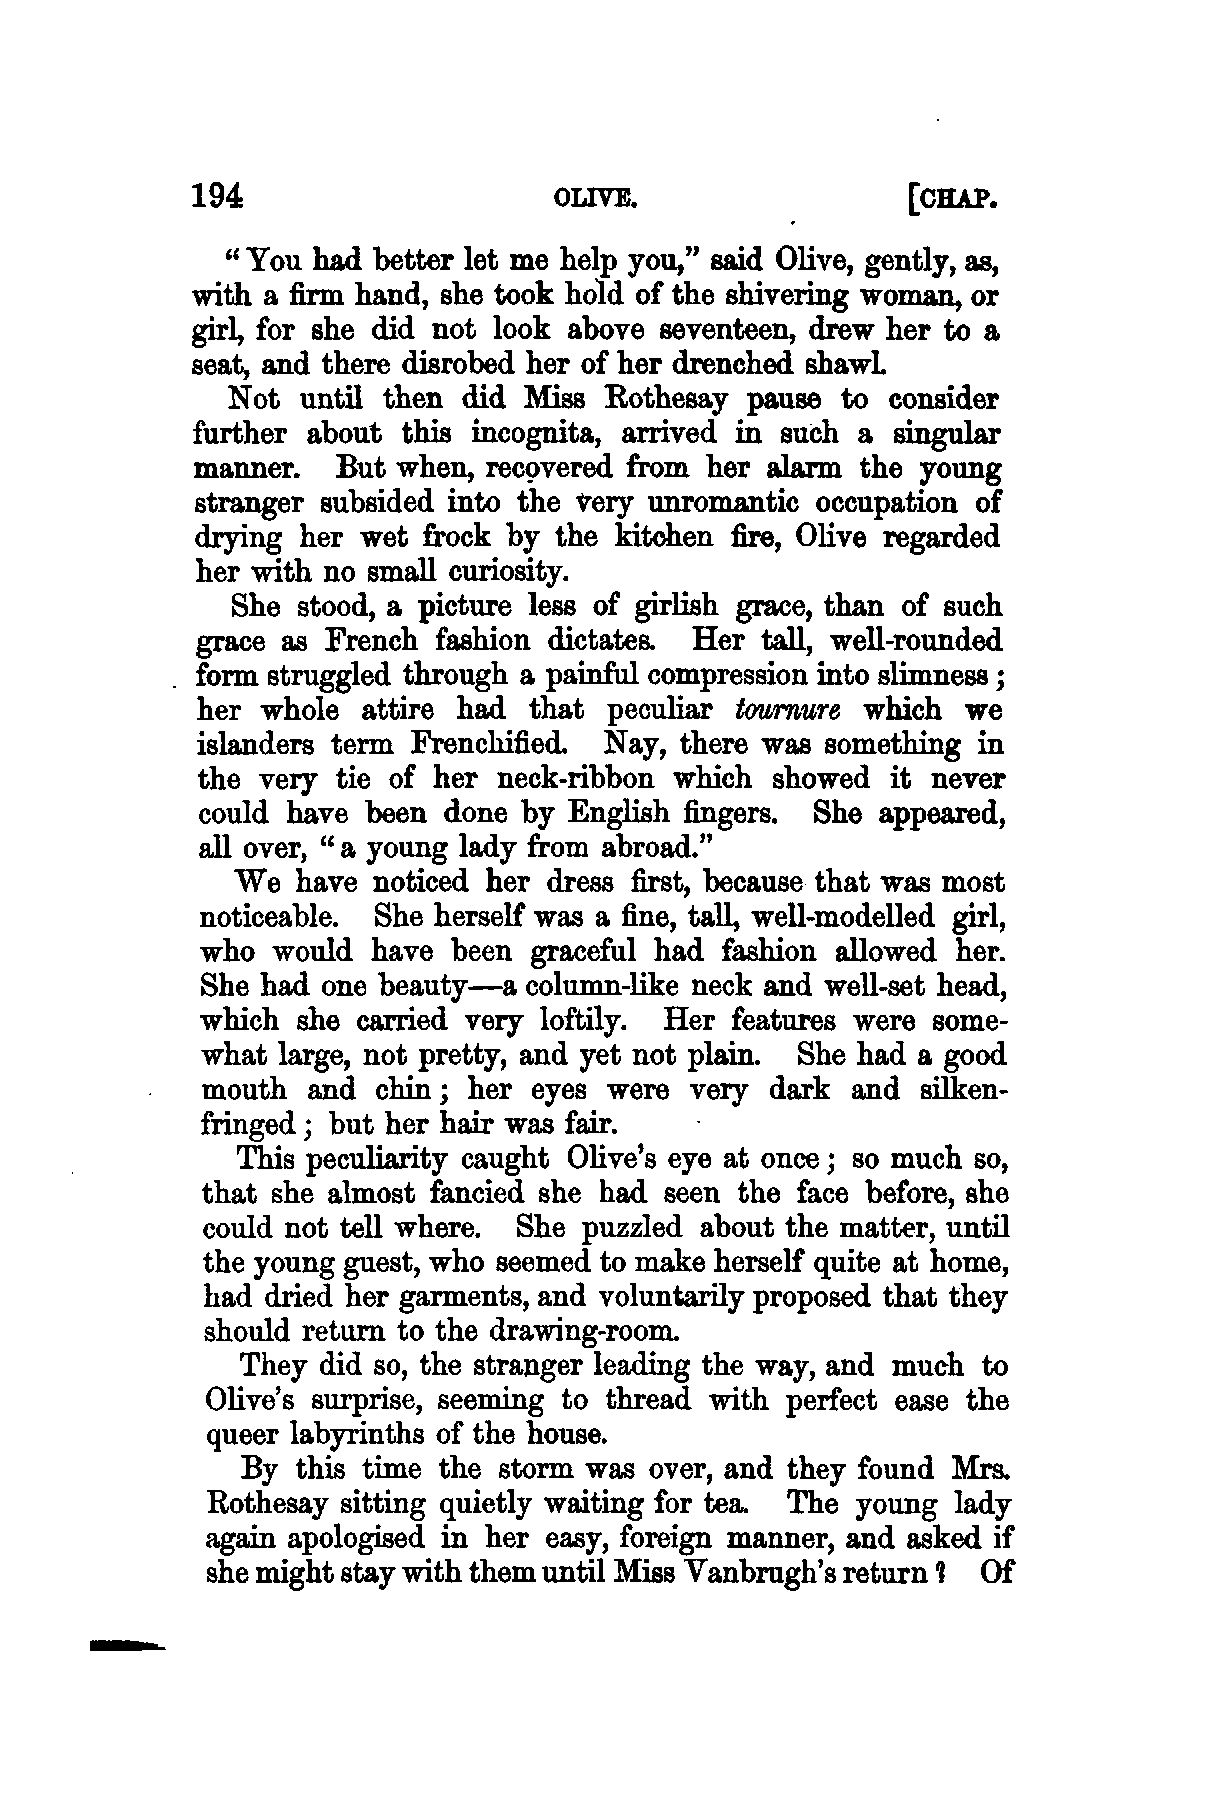 194 OLIVE. [CHAP.
“You had better let me help you,” said Olive, gently, as,
with a firm hand, she took hold of the shivering woman, or
girl, for she did not look above seventeen, drew her to a
seat, and there disrobed her of her drenched shawl.
Not until then did Miss Rothesay pause to consider
further about this incognita, arrived in such a singular
manner. But when, recovered from her alarm the young
stranger subsided into the very unromantic occupation of
drying her wet frock by the kitchen fire, Olive regarded
her with no small curiosity.
She stood, a picture less of girlish grace, than of such
grace as French fashion dictates. Her tall, well-rounded
form struggled through a painful compression into slimness;
her whole attire had that peculiar tournure which we
islanders term Frenchified. Nay, there was something in
the very tie of her neck-ribbon which showed it never
could have been done by English fingers. She appeared,
all over, “a young lady from abroad.”
We have noticed her dress first, because that was most
noticeable. She herself was a fine, tall, well-modelled girl,
who would have been graceful had fashion allowed her.
She had one beauty—a column-like neck and well-set head,
which she carried very loftily. Her features were some-
what large, not pretty, and yet not plain. She had a good
mouth and chin; her eyes were very dark and silken-
fringed; but her hair was fair.
This peculiarity caught Olive’s eye at once; so much so,
that she almost fancied she had seen the face before, she
could not tell where. She puzzled about the matter, until
the young guest, who seemed to make herself quite at home,
had dried her garments, and voluntarily proposed that they
should return to the drawing-room.
They did so, the stranger leading the way, and much to
Olive’s surprise, seeming to thread with perfect ease the
queer labyrinths of the house.
By this time the storm was over, and they found Mrs.
Rothesay sitting quietly waiting for tea. The young lady
again apologised in her easy, foreign manner, and asked if
she might stay with them until Miss Vanbrugh’s return? Of